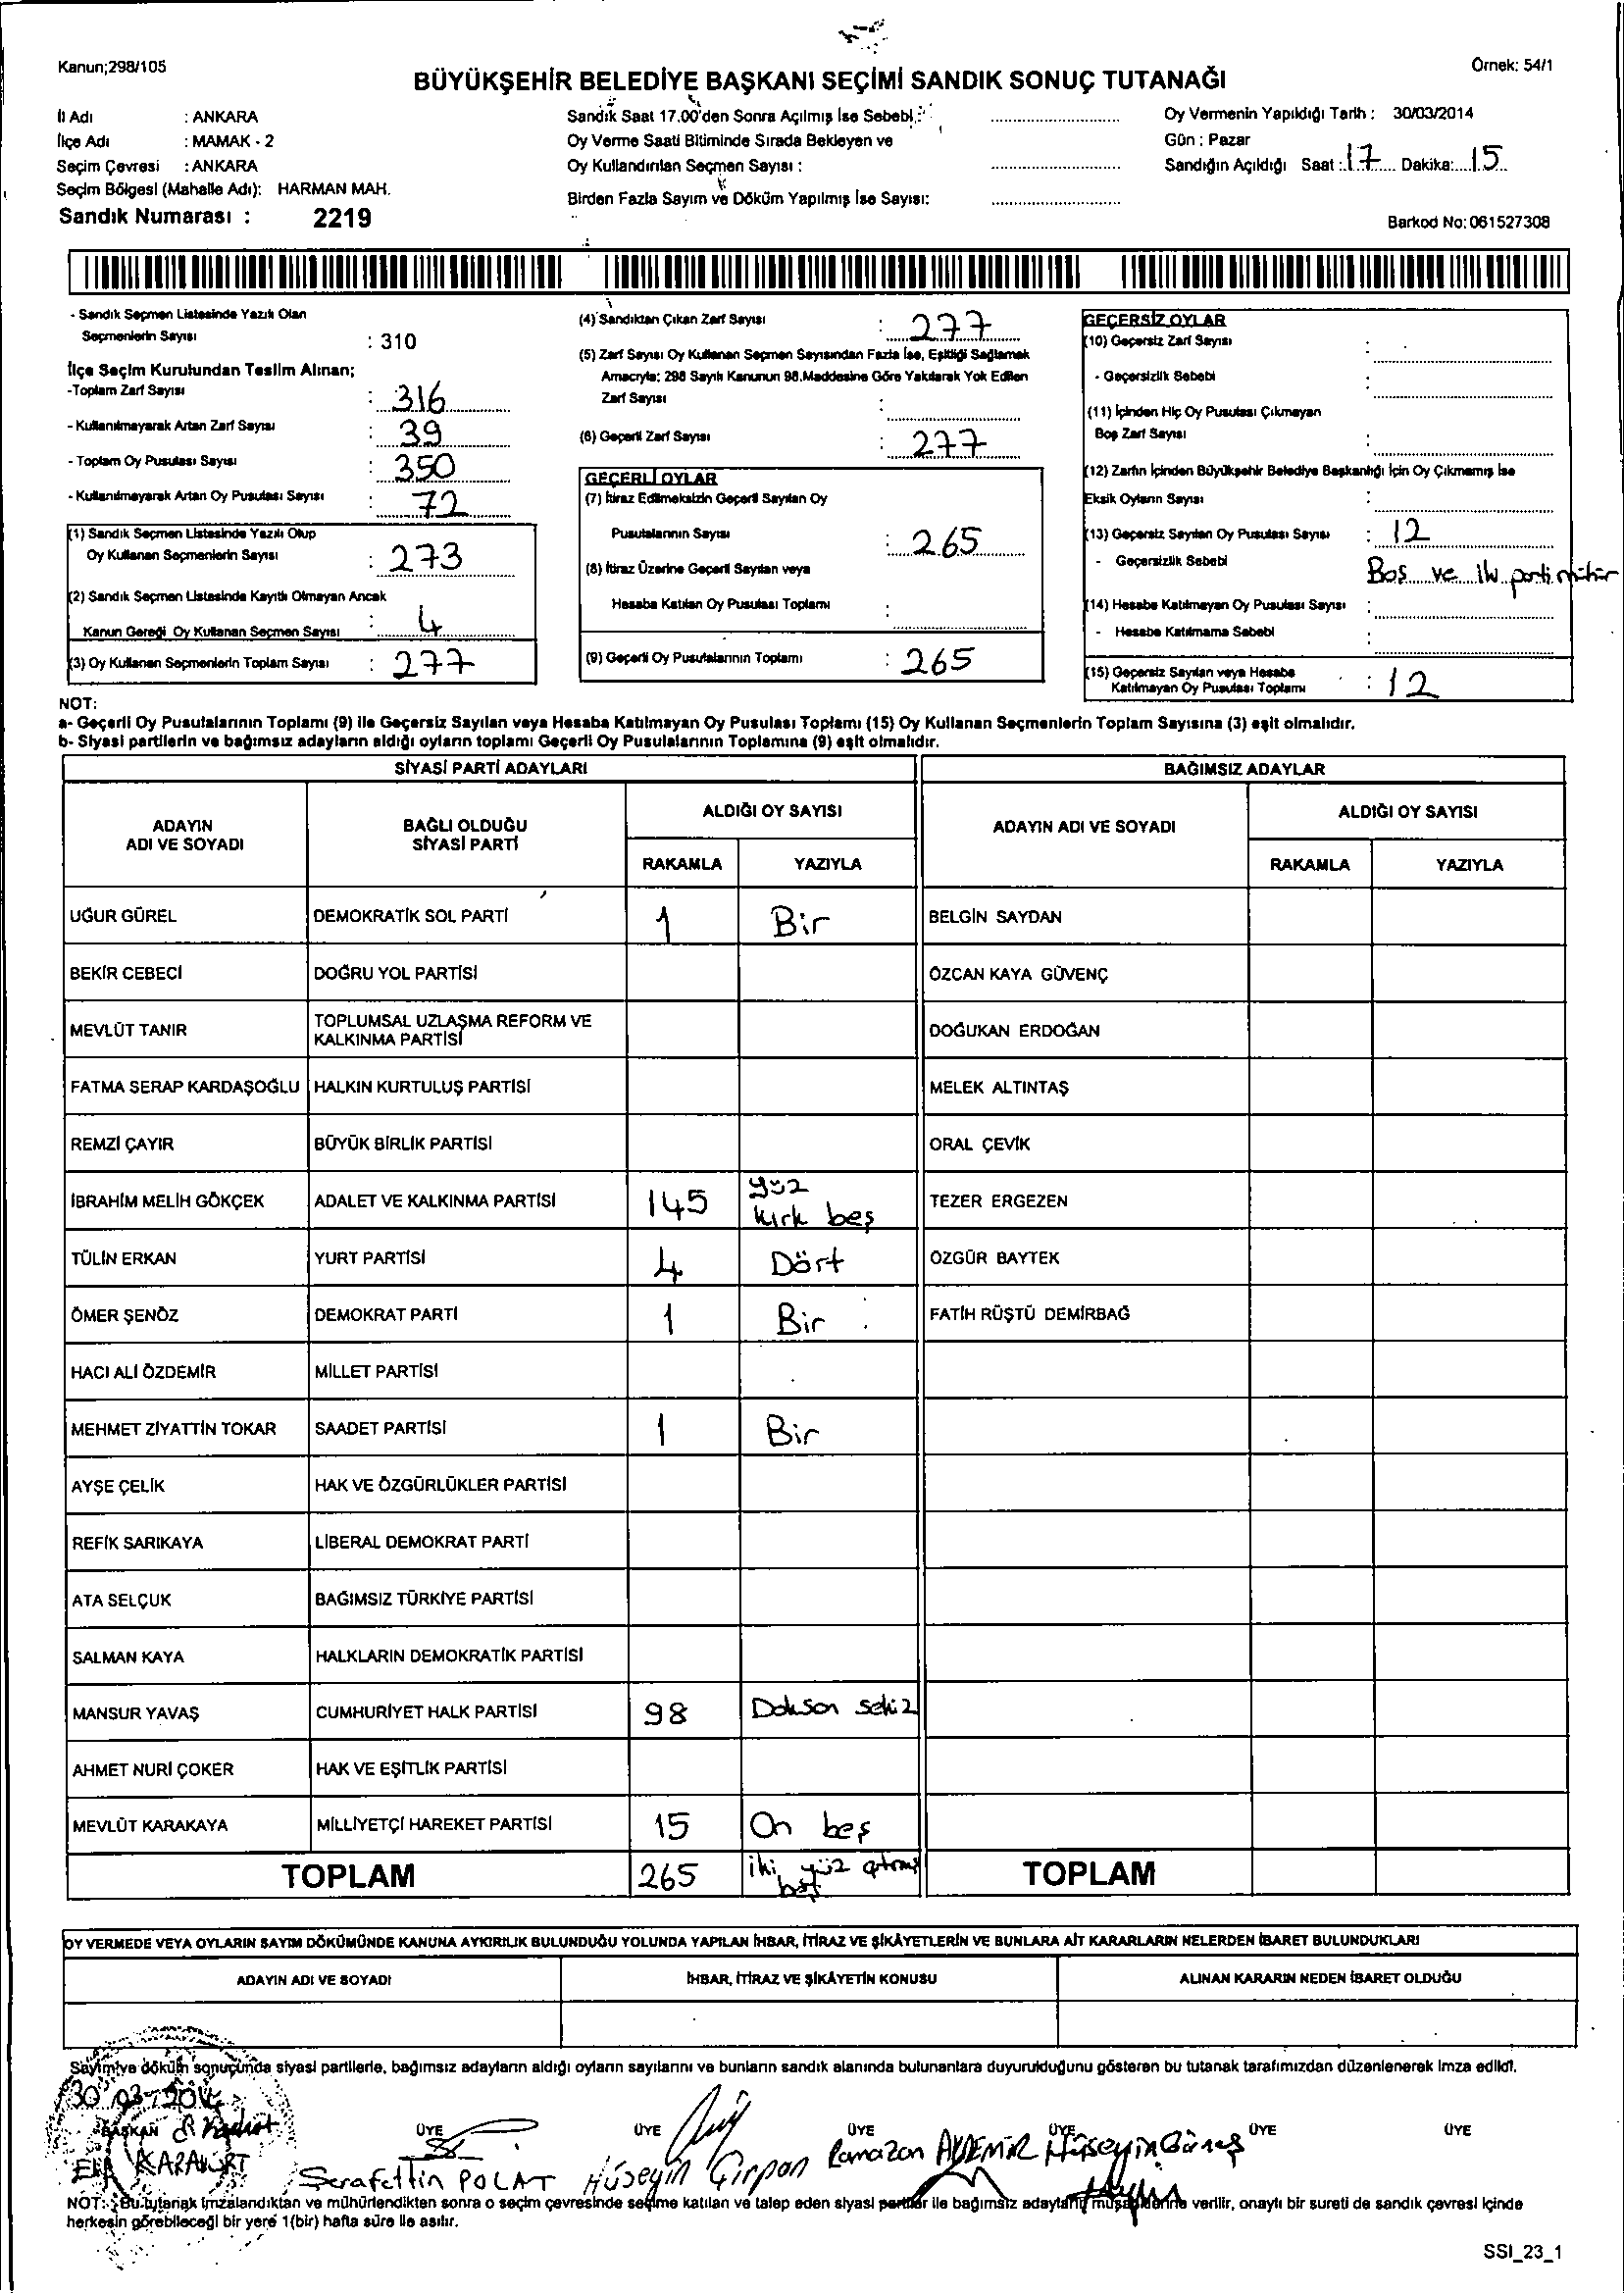 Kanun;298/105
Örnek: 54/1
BÜYÜKŞEHİR BELEDİYE BAŞKANI SEÇİMİ SANDIK SONUÇ TUTANAĞI
İl Adı : ANKARA
İlçe Adı : MAMAK - 2
Seçim Çevresi : ANKARA
Seçim Bölgesi (Mahalle Adı): HARMAN MAH.
Sandık Numarası : 2219
Sandık Saat 17.00'den Sonra Açılmış İse Sebebi :
Oy Verme Saati Bitiminde Sırada Bekleyen ve
Oy Kullandırılan Seçmen Sayısı :
Birden Fazla Sayım ve Döküm Yapılmış İse Sayısı:
Oy Vermenin Yapıldığı Tarih : 30/03/2014
Gün : Pazar
Sandığın Açıldığı Saat : 17 Dakika: 15
Barkod No: 061527308
- Sandık Seçmen Listesinde Yazılı Olan
Seçmenlerin Sayısı : 310
İlçe Seçim Kurulundan Teslim Alınan;
-Toplam Zarf Sayısı : 316
- Kullanılmayarak Artan Zarf Sayısı : 39
- Toplam Oy Pusulası Sayısı : 350
- Kullanılmayarak Artan Oy Pusulası Sayısı : 72
(1) Sandık Seçmen Listesinde Yazılı Olup
Oy Kullanan Seçmenlerin Sayısı : 273
(2) Sandık Seçmen Listesinde Kayıtlı Olmayan Ancak
Kanun Gereği Oy Kullanan Seçmen Sayısı : 4
(3) Oy Kullanan Seçmenlerin Toplam Sayısı : 277
(4) Sandıktan Çıkan Zarf Sayısı : 277
(5) Zarf Sayısı Oy Kullanan Seçmen Sayısından Fazla İse, Eşitliği Sağlamak
Amacıyla; 298 Sayılı Kanunun 98.Maddesine Göre Yakılarak Yok Edilen
Zarf Sayısı :
(6) Geçerli Zarf Sayısı : 277
GEÇERLİ OYLAR
(7) İtiraz Edilmeksizin Geçerli Sayılan Oy
Pusulalarının Sayısı : 265
(8) İtiraz Üzerine Geçerli Sayılan veya
Hesaba Katılan Oy Pusulası Toplamı :
(9) Geçerli Oy Pusulalarının Toplamı : 265
GEÇERSİZ OYLAR
(10) Geçersiz Zarf Sayısı :
- Geçersizlik Sebebi :
(11) İçinden Hiç Oy Pusulası Çıkmayan
Boş Zarf Sayısı :
(12) Zarfın İçinden Büyükşehir Belediye Başkanlığı İçin Oy Çıkmamış İse
Eksik Oyların Sayısı :
(13) Geçersiz Sayılan Oy Pusulası Sayısı : 12
- Geçersizlik Sebebi Boş ve iki parti mühür
(14) Hesaba Katılmayan Oy Pusulası Sayısı :
- Hesaba Katılmama Sebebi :
(15) Geçersiz Sayılan veya Hesaba
Katılmayan Oy Pusulası Toplamı : 12
NOT:
a- Geçerli Oy Pusulalarının Toplamı (9) ile Geçersiz Sayılan veya Hesaba Katılmayan Oy Pusulası Toplamı (15) Oy Kullanan Seçmenlerin Toplam Sayısına (3) eşit olmalıdır.
b- Siyasi partilerin ve bağımsız adayların aldığı oyların toplamı Geçerli Oy Pusulalarının Toplamına (9) eşit olmalıdır.
SİYASİ PARTİ ADAYLARI
BAĞIMSIZ ADAYLAR
ADAYIN
ADI VE SOYADI
BAĞLI OLDUĞU
SİYASİ PARTİ
ALDIĞI OY SAYISI
RAKAMLA YAZIYLA
ADAYIN ADI VE SOYADI
ALDIĞI OY SAYISI
RAKAMLA YAZIYLA
UĞUR GÜREL DEMOKRATİK SOL PARTİ 1 Bir BELGİN SAYDAN
BEKİR CEBECİ DOĞRU YOL PARTİSİ ÖZCAN KAYA GÜVENÇ
MEVLÜT TANIR TOPLUMSAL UZLAŞMA REFORM VE
KALKINMA PARTİSİ DOĞUKAN ERDOĞAN
FATMA SERAP KARDAŞOĞLU HALKIN KURTULUŞ PARTİSİ MELEK ALTINTAŞ
REMZİ ÇAYIR BÜYÜK BİRLİK PARTİSİ ORAL ÇEVİK
İBRAHİM MELİH GÖKÇEK ADALET VE KALKINMA PARTİSİ 145 yüz
kırk beş TEZER ERGEZEN
TÜLİN ERKAN YURT PARTİSİ 4 Dört ÖZGÜR BAYTEK
ÖMER ŞENÖZ DEMOKRAT PARTİ 1 Bir FATİH RÜŞTÜ DEMİRBAĞ
HACI ALİ ÖZDEMİR MİLLET PARTİSİ
MEHMET ZİYATTİN TOKAR SAADET PARTİSİ 1 Bir
AYŞE ÇELİK HAK VE ÖZGÜRLÜKLER PARTİSİ
REFİK SARIKAYA LİBERAL DEMOKRAT PARTİ
ATA SELÇUK BAĞIMSIZ TÜRKİYE PARTİSİ
SALMAN KAYA HALKLARIN DEMOKRATİK PARTİSİ
MANSUR YAVAŞ CUMHURİYET HALK PARTİSİ 98 Doksan sekiz
AHMET NURİ ÇOKER HAK VE EŞİTLİK PARTİSİ
MEVLÜT KARAKAYA MİLLİYETÇİ HAREKET PARTİSİ 15 On beş
TOPLAM 265 iki yüz atmış
beş TOPLAM
OY VERMEDE VEYA OYLARIN SAYIM DÖKÜMÜNDE KANUNA AYKIRILIK BULUNDUĞU YOLUNDA YAPILAN İHBAR, İTİRAZ VE ŞİKÂYETLERİN VE BUNLARA AİT KARARLARIN NELERDEN İBARET BULUNDUKLARI
ADAYIN ADI VE SOYADI İHBAR, İTİRAZ VE ŞİKÂYETİN KONUSU ALINAN KARARIN NEDEN İBARET OLDUĞU
Sayım ve döküm sonucunda siyasi partilerle, bağımsız adayların aldığı oyların sayılarını ve bunların sandık alanında bulunanlara duyurulduğunu gösteren bu tutanak tarafımızdan düzenlenerek imza edildi.
30 03 2014
BAŞKAN ÜYE ÜYE ÜYE ÜYE ÜYE ÜYE
KARAKURT Şerafettin POLAT Hüseyin Çırpan Ramazan AYDEMİR Hüseyin Güneş
NOT: Bu tutanak imzalandıktan ve mühürlendikten sonra o seçim çevresinde seçime katılan ve talep eden siyasi partiler ile bağımsız adayların müşahitlerine verilir, onaylı bir sureti de sandık çevresi içinde
herkesin görebileceği bir yere 1(bir) hafta süre ile asılır.
SSI_23_1